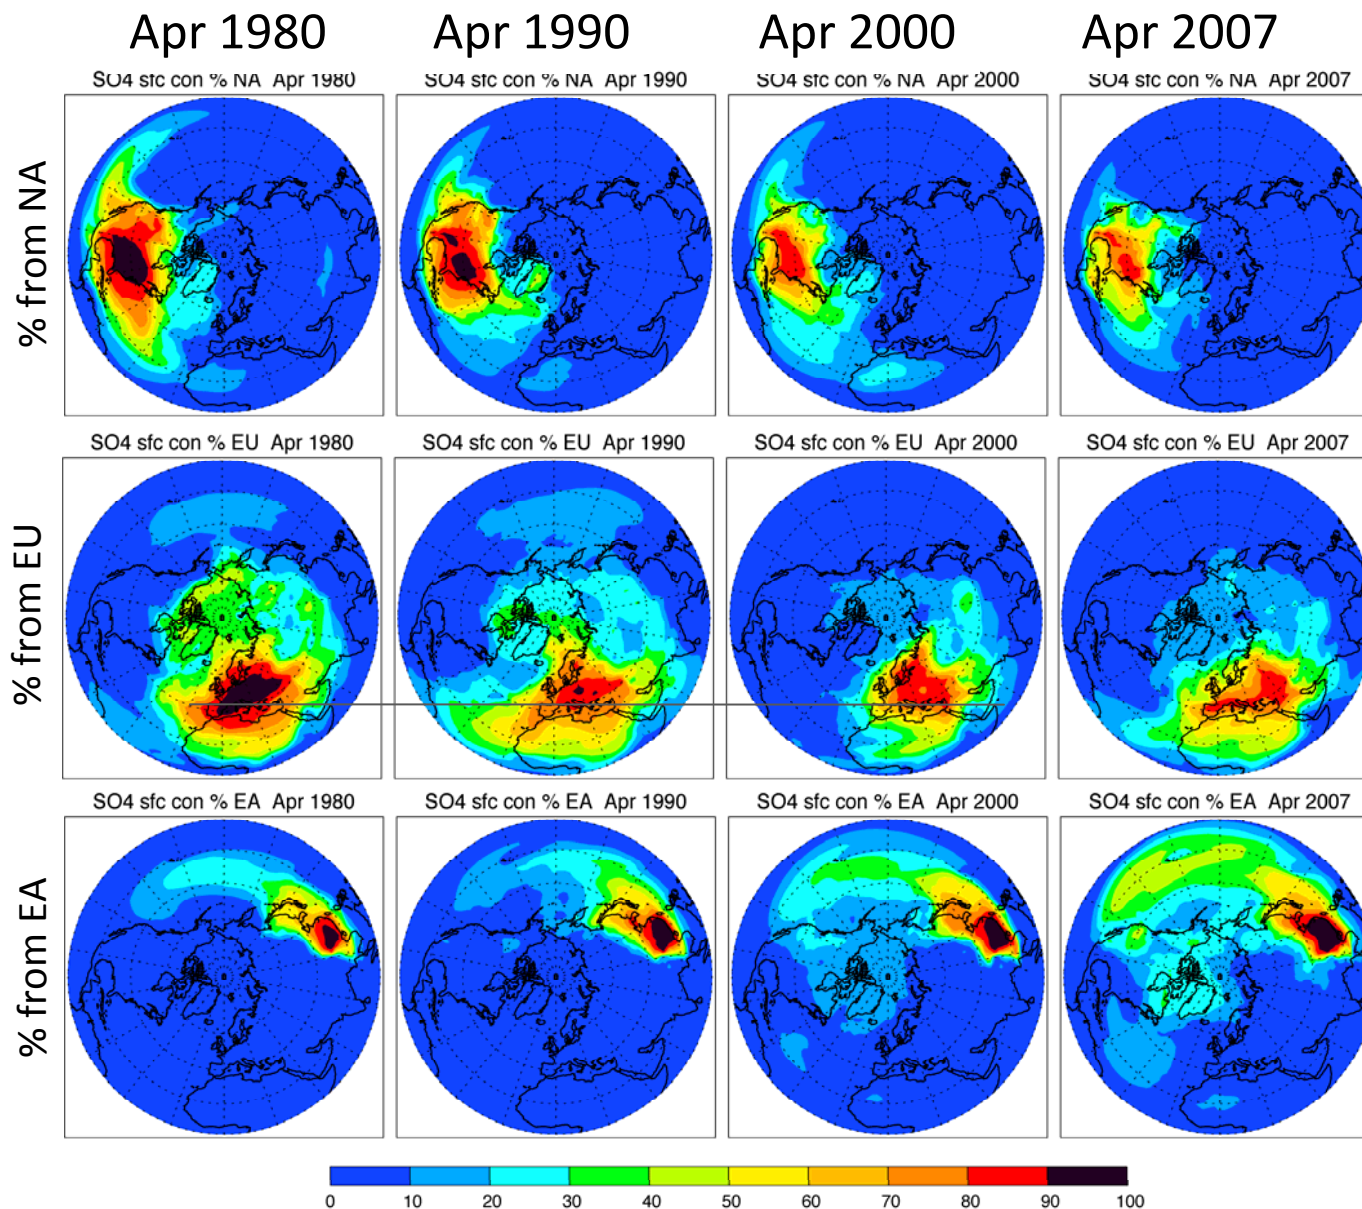 Apr 1980 Apr 1990 Apr 2000 Apr 2007
SO4 sfc con % NA Apr 1980 SO4 sfc con % NA Apr 1990 SO4 sfc con % NA Apr 2000 SO4 sfc con % NA Apr 2007
% from NA
SO4 sfc con % EU Apr 1980 SO4 sfc con % EU Apr 1990 SO4 sfc con % EU Apr 2000 SO4 sfc con % EU Apr 2007
% from EU
SO4 sfc con % EA Apr 1980 SO4 sfc con % EA Apr 1990 SO4 sfc con % EA Apr 2000 SO4 sfc con % EA Apr 2007
% from EA
0 10 20 30 40 50 60 70 80 90 100